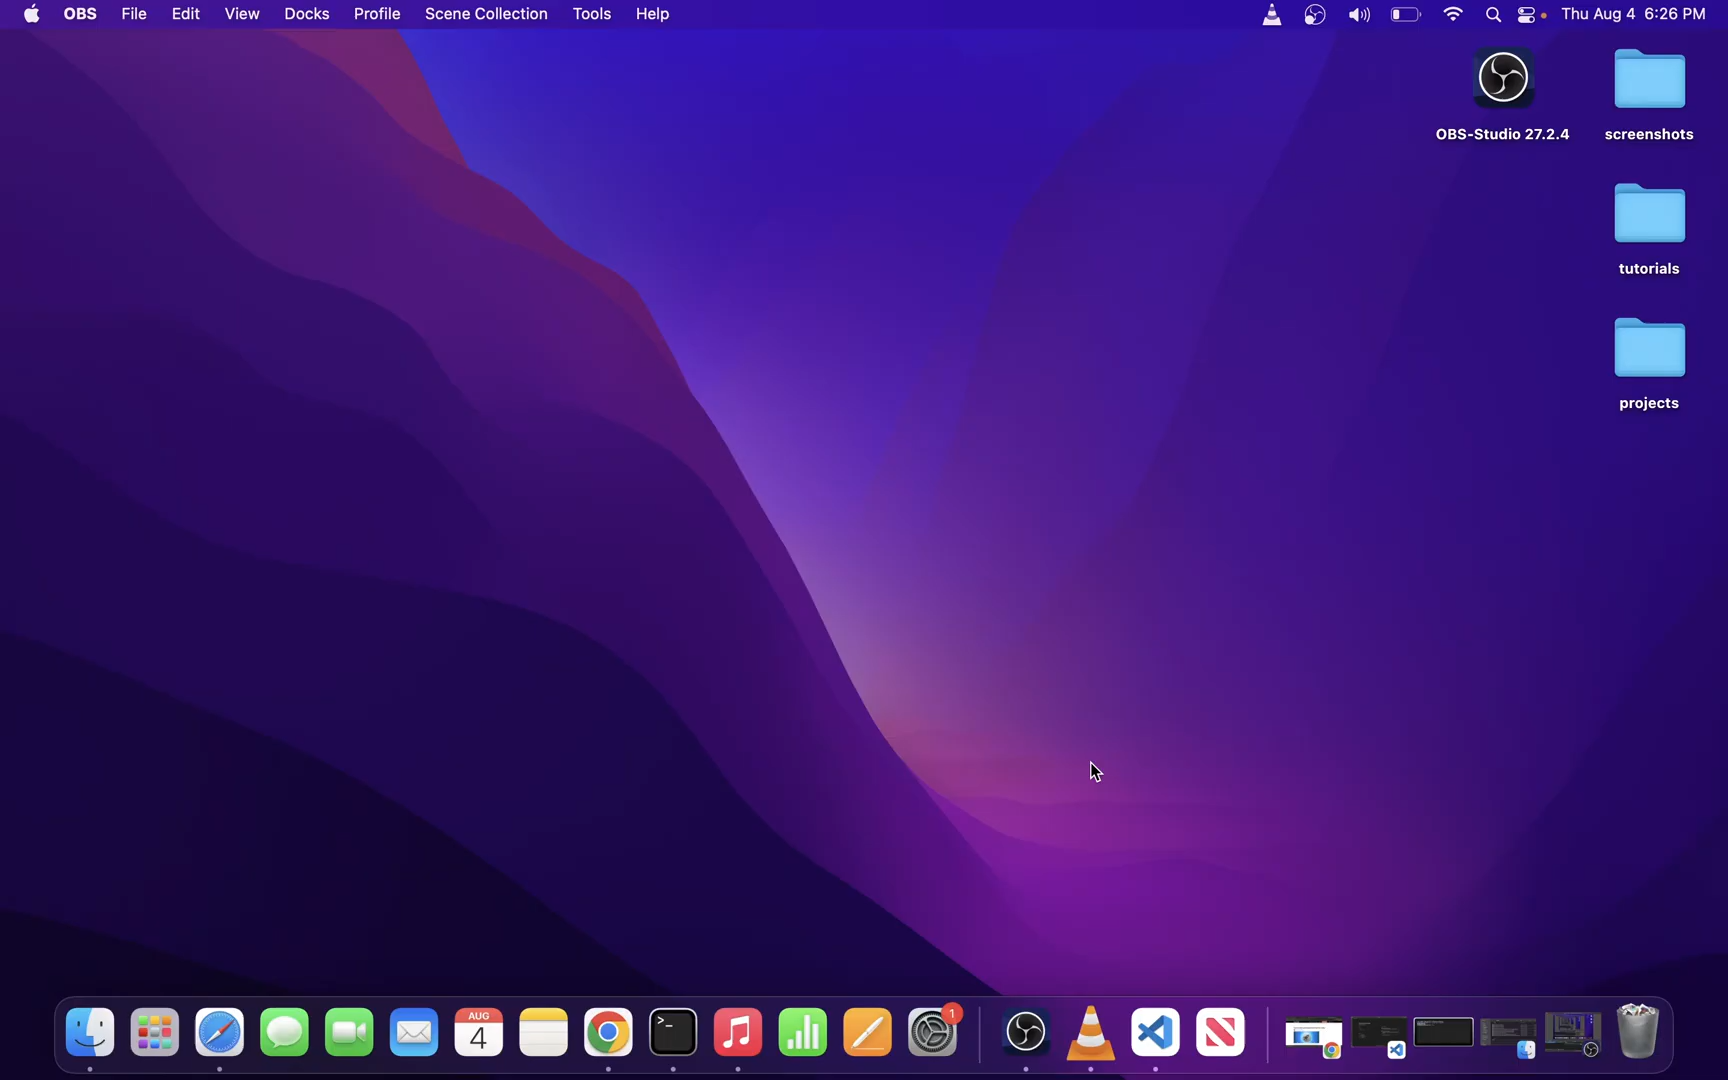 OBS File Edit View Docks Profile Scene Collection Tools Help Thu Aug 4 6:26 PM
OBS-Studio 27.2.4 screenshots
tutorials
projects
AUG
4
>_
1